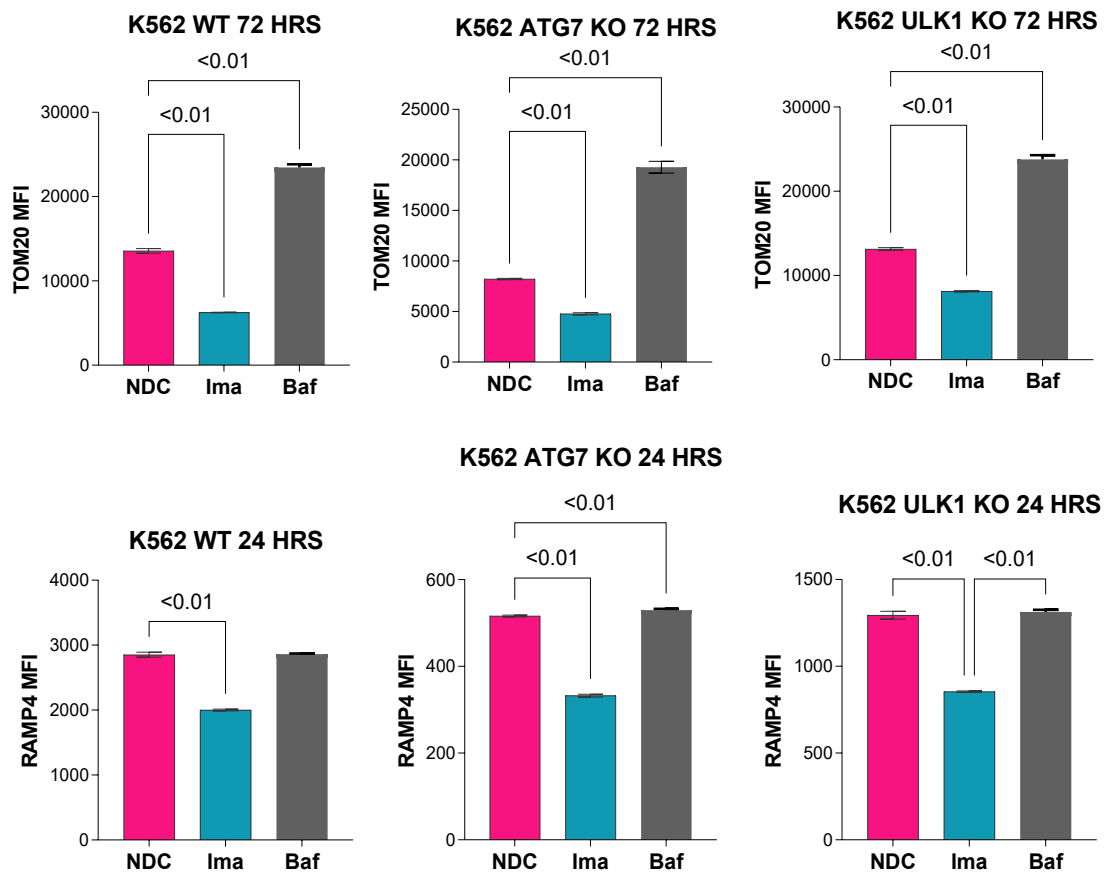 K562 WT 72 HRS
<0.01
<0.01
30000
20000
10000
0
TOM20 MFI
NDC Ima Baf
K562 ATG7 KO 72 HRS
<0.01
<0.01
25000
20000
15000
10000
5000
0
TOM20 MFI
NDC Ima Baf
K562 ULK1 KO 72 HRS
<0.01
<0.01
30000
20000
10000
0
TOM20 MFI
NDC Ima Baf
K562 WT 24 HRS
<0.01
4000
3000
2000
1000
0
RAMP4 MFI
NDC Ima Baf
K562 ATG7 KO 24 HRS
<0.01
<0.01
600
400
200
0
RAMP4 MFI
NDC Ima Baf
K562 ULK1 KO 24 HRS
<0.01 <0.01
1500
1000
500
0
RAMP4 MFI
NDC Ima Baf